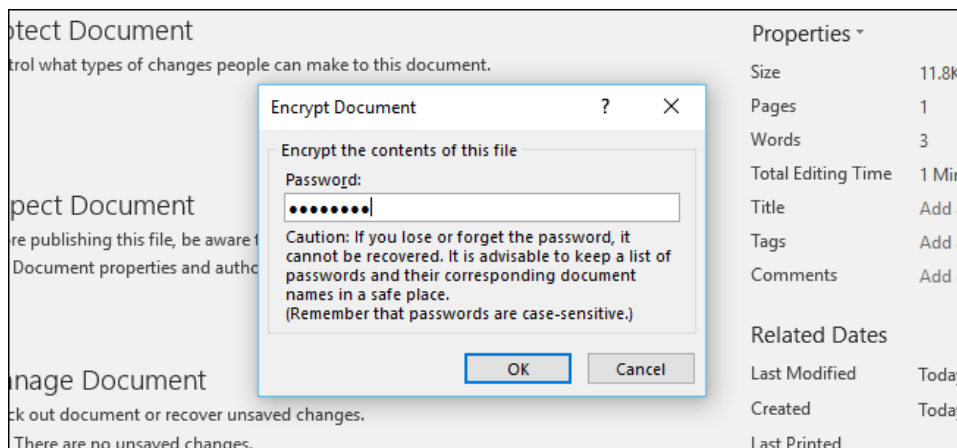 otect Document
trol what types of changes people can make to this document.
Encrypt Document ? X
Encrypt the contents of this file
Password:
●●●●●●●●
Caution: If you lose or forget the password, it
cannot be recovered. It is advisable to keep a list of
passwords and their corresponding document
names in a safe place.
(Remember that passwords are case-sensitive.)
OK Cancel
pect Document
re publishing this file, be aware t
Document properties and autho
nage Document
ck out document or recover unsaved changes.
There are no unsaved changes.
Properties
Size 11.8K
Pages 1
Words 3
Total Editing Time 1 Min
Title Add
Tags Add
Comments Add
Related Dates
Last Modified Today
Created Today
Last Printed